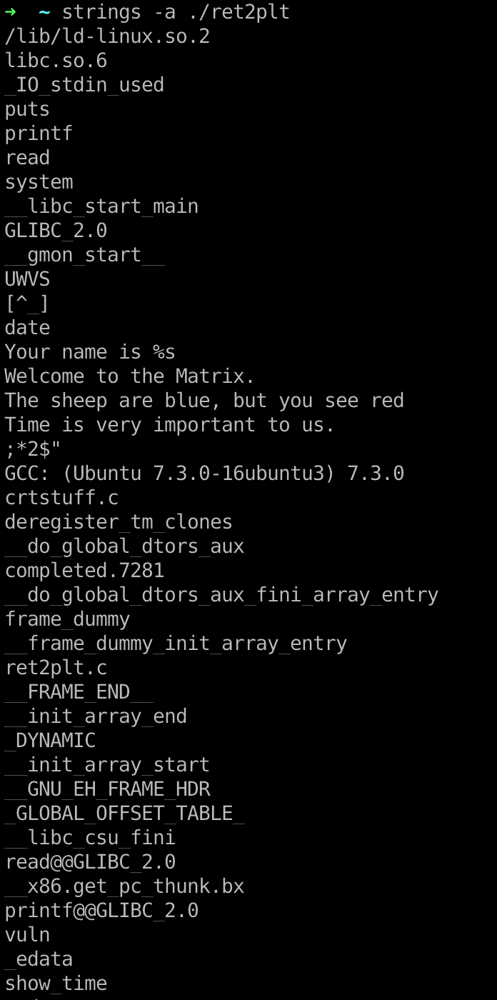 ➜  ~ strings -a ./ret2plt
/lib/ld-linux.so.2
libc.so.6
_IO_stdin_used
puts
printf
read
system
__libc_start_main
GLIBC_2.0
__gmon_start__
UWVS
[^_]
date
Your name is %s
Welcome to the Matrix.
The sheep are blue, but you see red
Time is very important to us.
;*2$"
GCC: (Ubuntu 7.3.0-16ubuntu3) 7.3.0
crtstuff.c
deregister_tm_clones
__do_global_dtors_aux
completed.7281
__do_global_dtors_aux_fini_array_entry
frame_dummy
__frame_dummy_init_array_entry
ret2plt.c
__FRAME_END__
__init_array_end
_DYNAMIC
__init_array_start
__GNU_EH_FRAME_HDR
_GLOBAL_OFFSET_TABLE_
__libc_csu_fini
read@@GLIBC_2.0
__x86.get_pc_thunk.bx
printf@@GLIBC_2.0
vuln
_edata
show_time